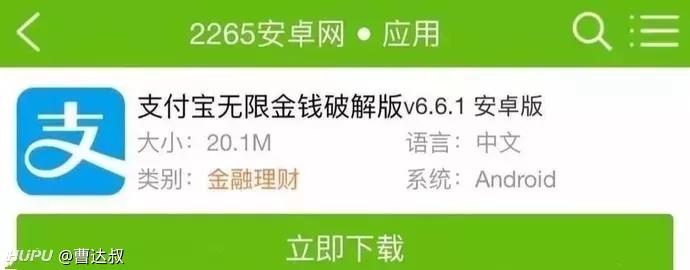 2265安卓网 ● 应用
支付宝无限金钱破解版v6.6.1 安卓版
大小: 20.1M 语言: 中文
类别: 金融理财 系统: Android
立即下载
HUPU @曹达叔